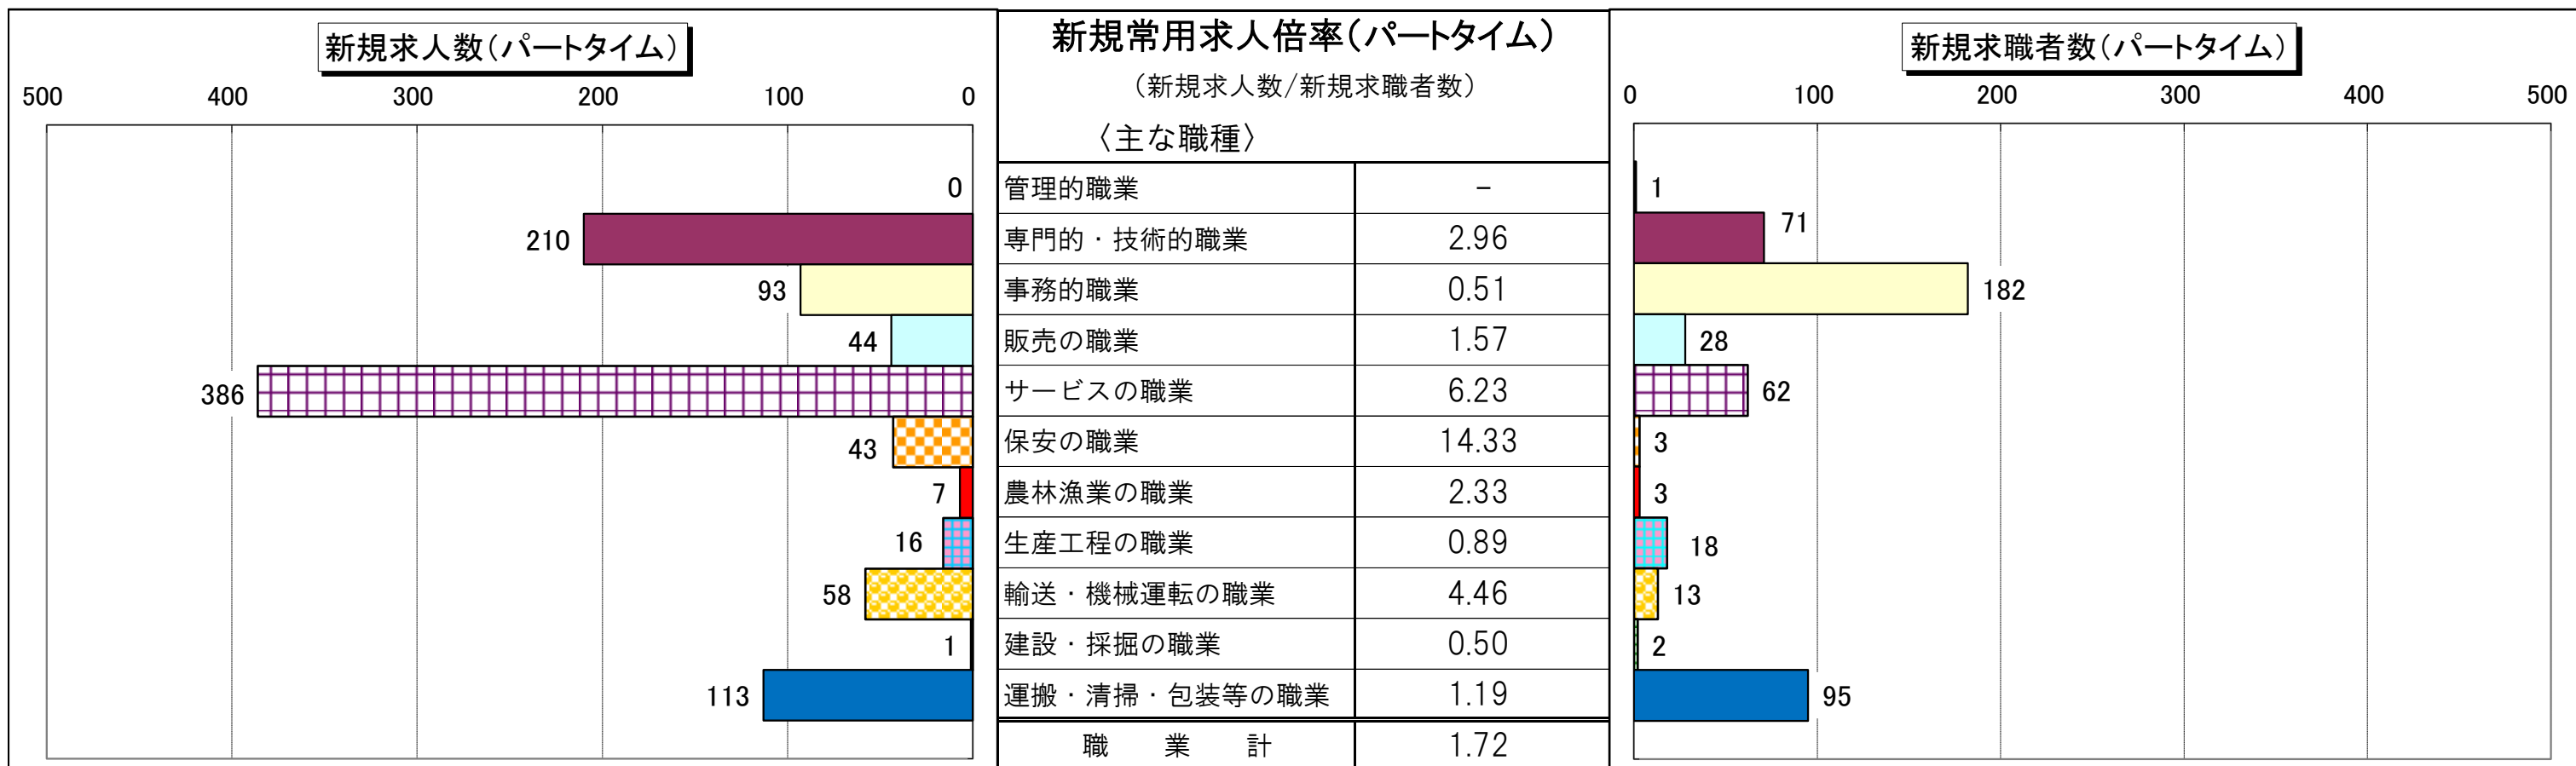 新規求人数(パートタイム)
500 400 300 200 100 0
0
210
93
44
386
43
7
16
58
1
113
新規常用求人倍率(パートタイム)
(新規求人数/新規求職者数)
〈主な職種〉
管理的職業 －
専門的・技術的職業 2.96
事務的職業 0.51
販売の職業 1.57
サービスの職業 6.23
保安の職業 14.33
農林漁業の職業 2.33
生産工程の職業 0.89
輸送・機械運転の職業 4.46
建設・採掘の職業 0.50
運搬・清掃・包装等の職業 1.19
職 業 計 1.72
新規求職者数(パートタイム)
0 100 200 300 400 500
1
71
182
28
62
3
3
18
13
2
95